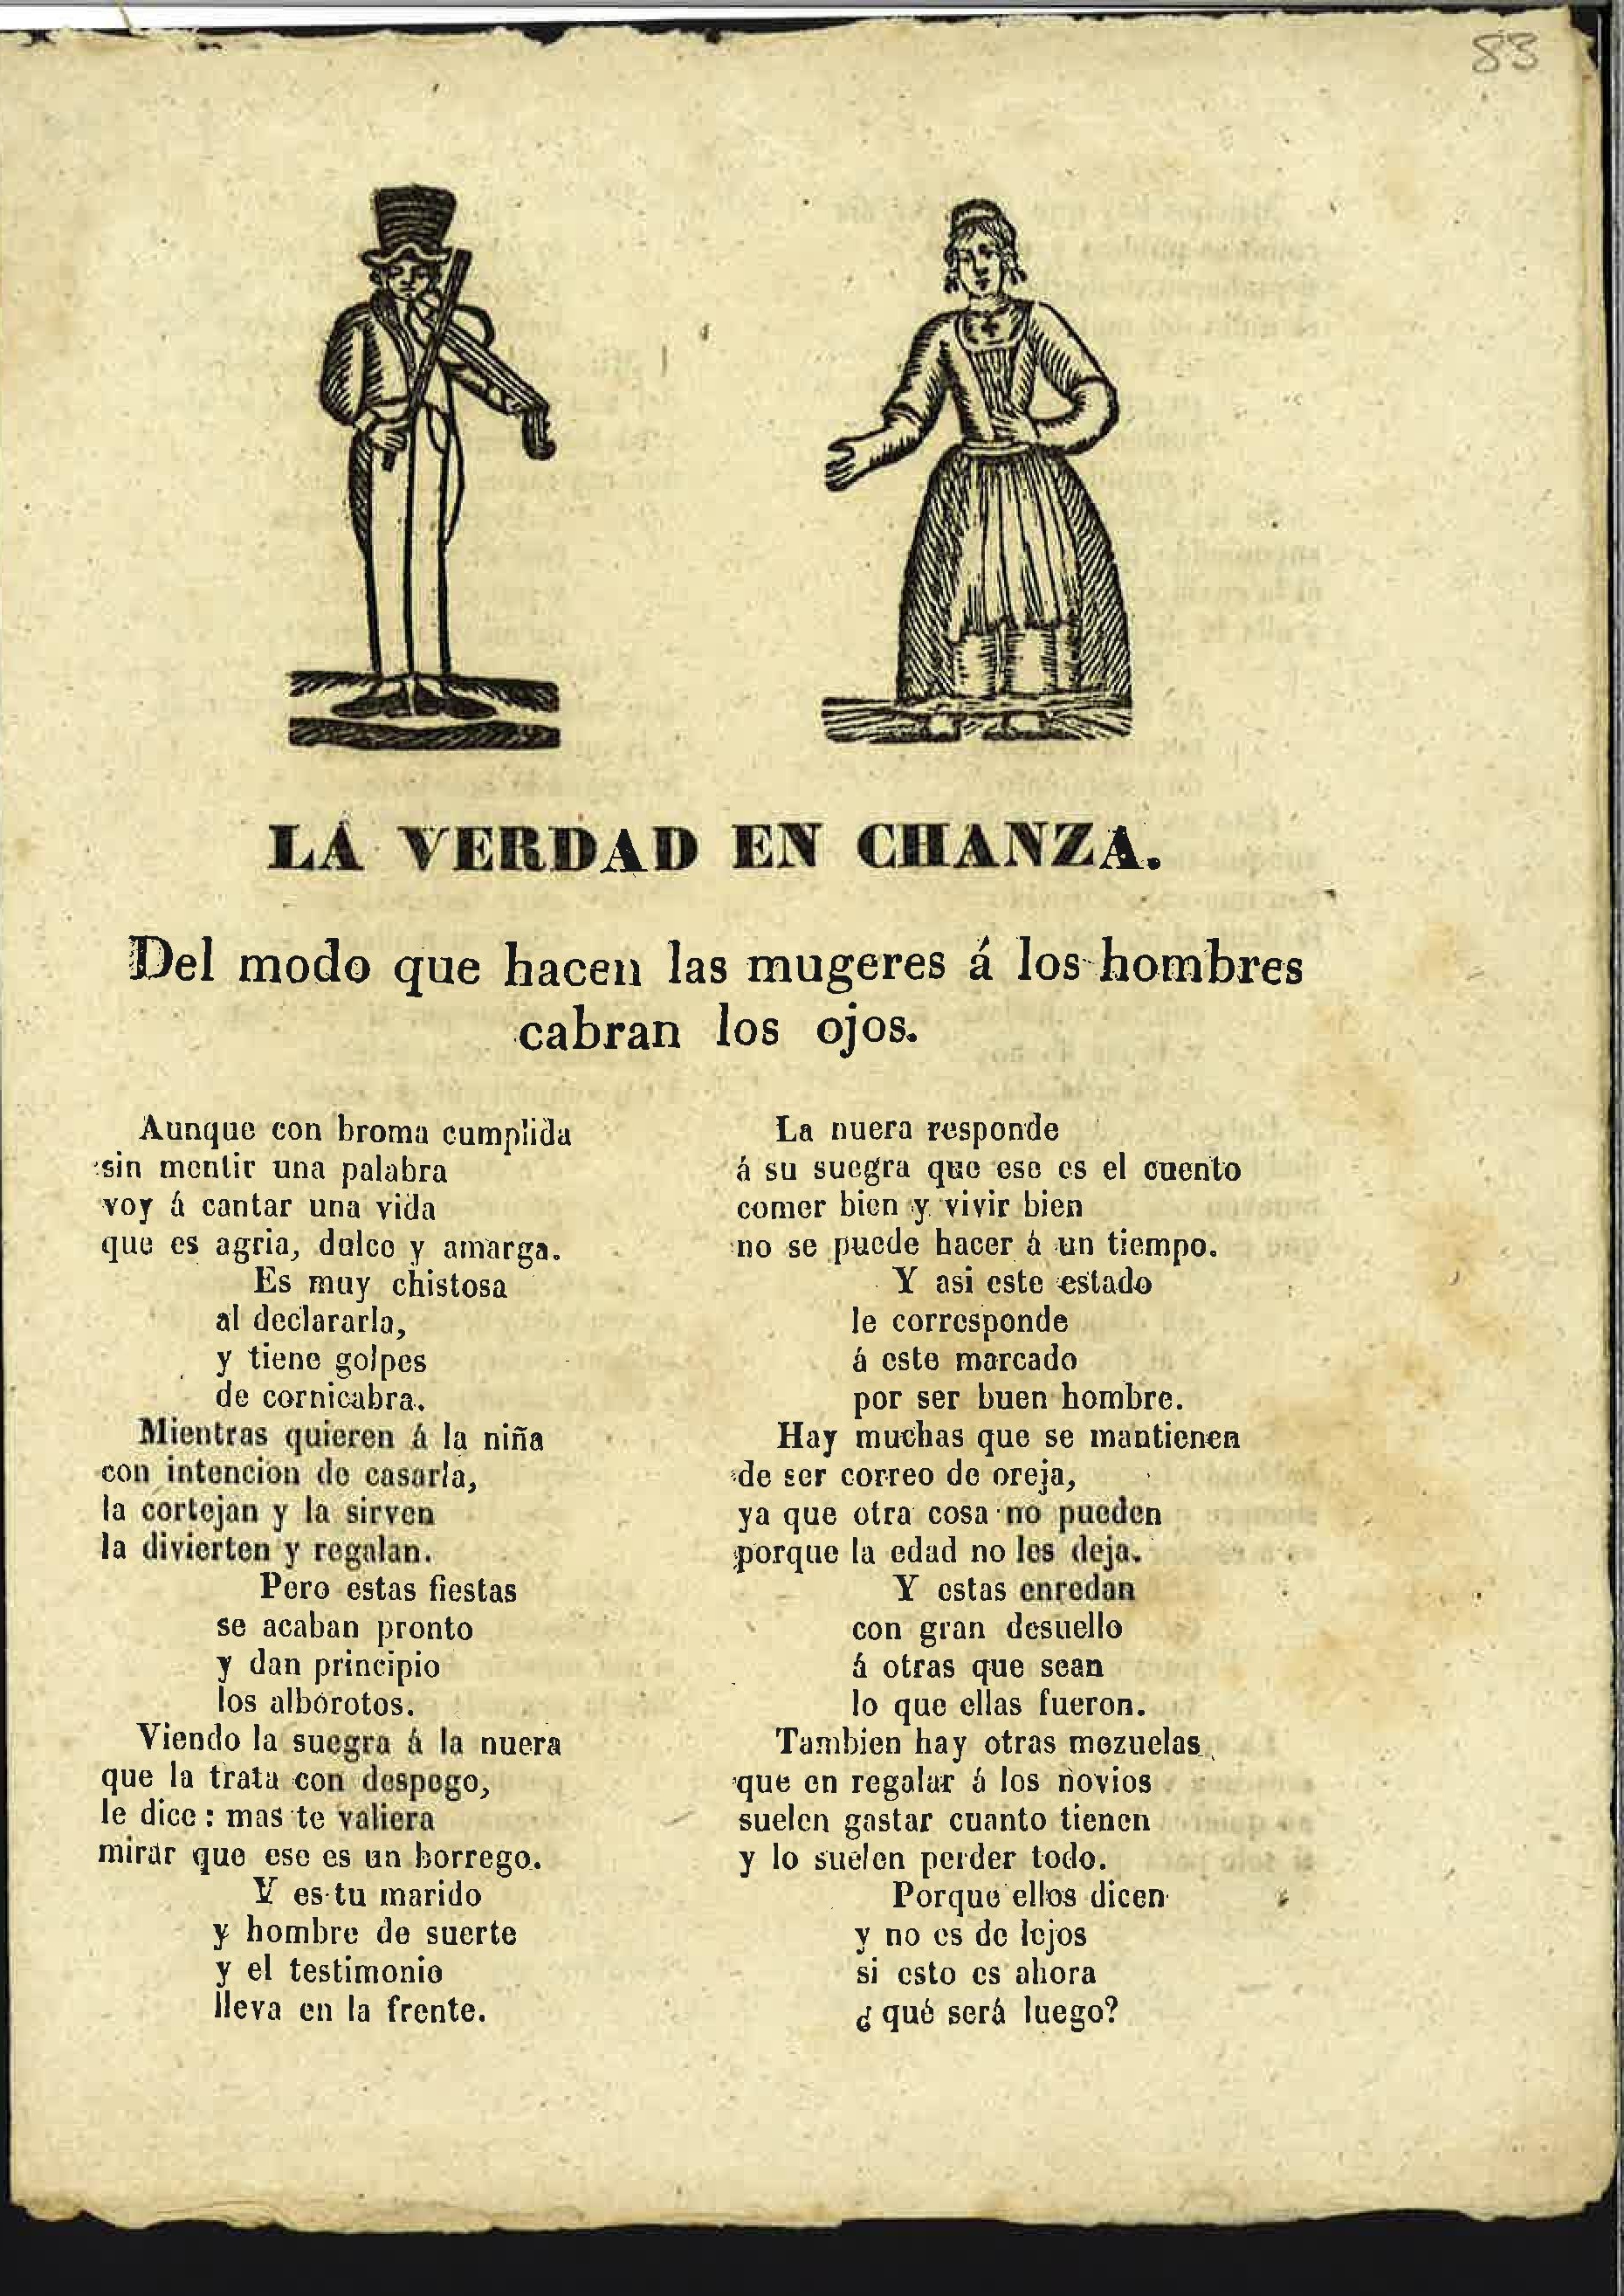 83
LA VERDAD EN CHANZA.
Del modo que hacen las mugeres á los hombres
cabran los ojos.
Aunque con broma cumplida
sin mentir una palabra
voy á cantar una vida
que es agria, dulce y amarga.
Es muy chistosa
al declararla,
y tiene golpes
de cornicabra.
Mientras quieren á la niña
con intencion de casarla,
la cortejan y la sirven
la divierten y regalan.
Pero estas fiestas
se acaban pronto
y dan principio
los alborotos.
Viendo la suegra á la nuera
que la trata con despego,
le dice: mas te valiera
mirar que ese es un borrego.
Y es tu marido
y hombre de suerte
y el testimonio
lleva en la frente.
La nuera responde
á su suegra que ese es el cuento
comer bien y vivir bien
no se puede hacer á un tiempo.
Y asi este estado
le corresponde
á este marcado
por ser buen hombre.
Hay muchas que se mantienen
de ser correo de oreja,
ya que otra cosa no pueden
porque la edad no les deja.
Y estas enredan
con gran desuello
á otras que sean
lo que ellas fueron.
Tambien hay otras mozuelas
que en regalar á los novios
suelen gastar cuanto tienen
y lo suelen perder todo.
Porque ellos dicen
y no es de lejos
si esto es ahora
¿qué será luego?